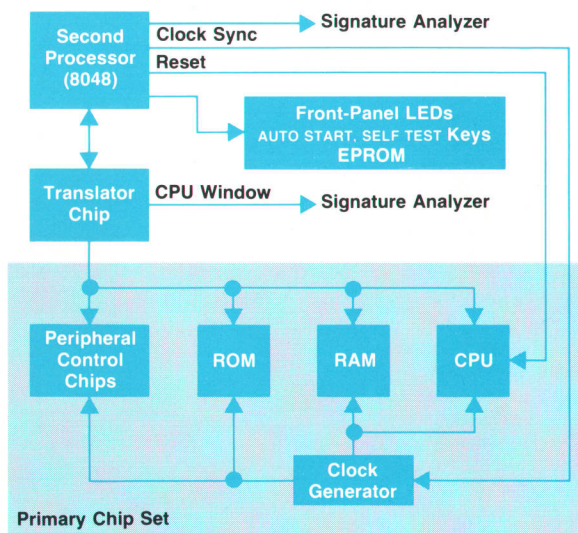 Second
Processor
(8048)
Clock Sync
Reset
Signature Analyzer
Front-Panel LEDs
AUTO START, SELF TEST Keys
EPROM
Translator
Chip
CPU Window
Signature Analyzer
Peripheral
Control
Chips
ROM
RAM
CPU
Clock
Generator
Primary Chip Set